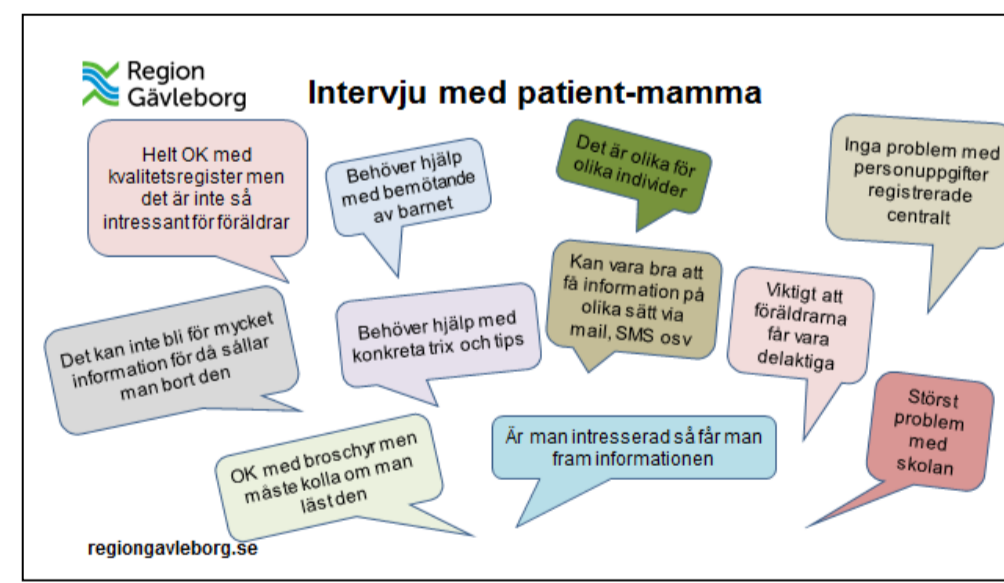 Region
Gävleborg
Intervju med patient-mamma
Helt OK med
kvalitetsregister men
det är inte så
intressant för föräldrar
Behöver hjälp
med bemötande
av barnet
Det är olika för
olika individer
Inga problem med
personuppgifter
registrerade
centralt
Det kan inte bli för mycket
information för då sållar
man bort den
Behöver hjälp med
konkreta trix och tips
Kan vara bra att
få information på
olika sätt via
mail, SMS osv
Viktigt att
föräldrarna
får vara
delaktiga
Störst
problem
med
skolan
OK med broschyr men
måste kolla om man
läst den
Är man intresserad så får man
fram informationen
regiongavleborg.se